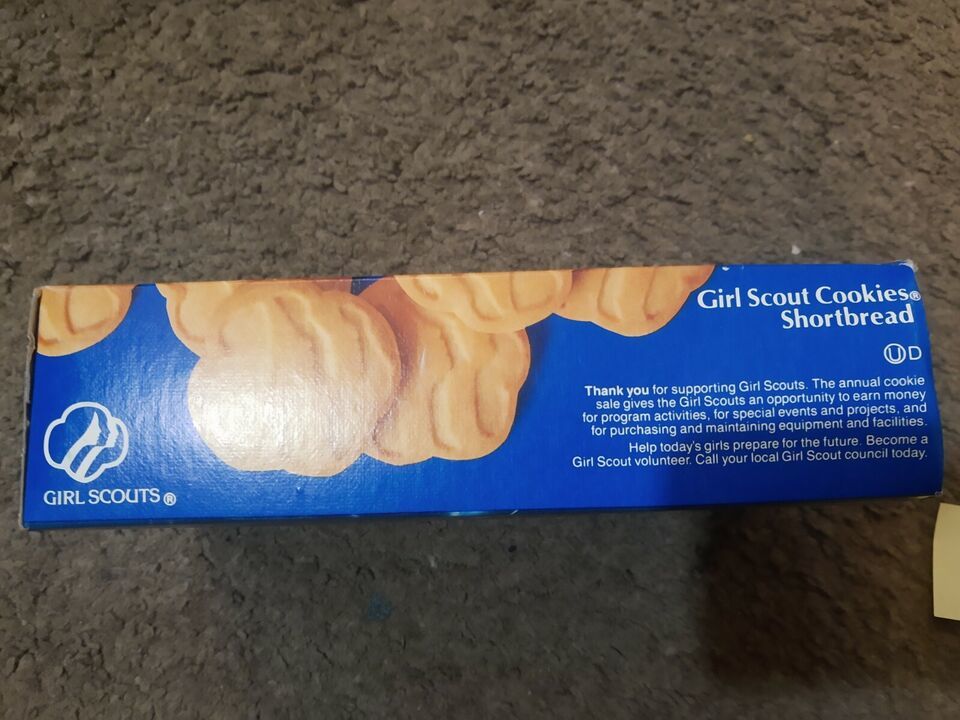 Girl Scout Cookies®
Shortbread
ⓊD
Thank you for supporting Girl Scouts. The annual cookie
sale gives the Girl Scouts an opportunity to earn money
for program activities, for special events and projects, and
for purchasing and maintaining equipment and facilities.
Help today's girls prepare for the future. Become a
Girl Scout volunteer. Call your local Girl Scout council today.
GIRL SCOUTS ®